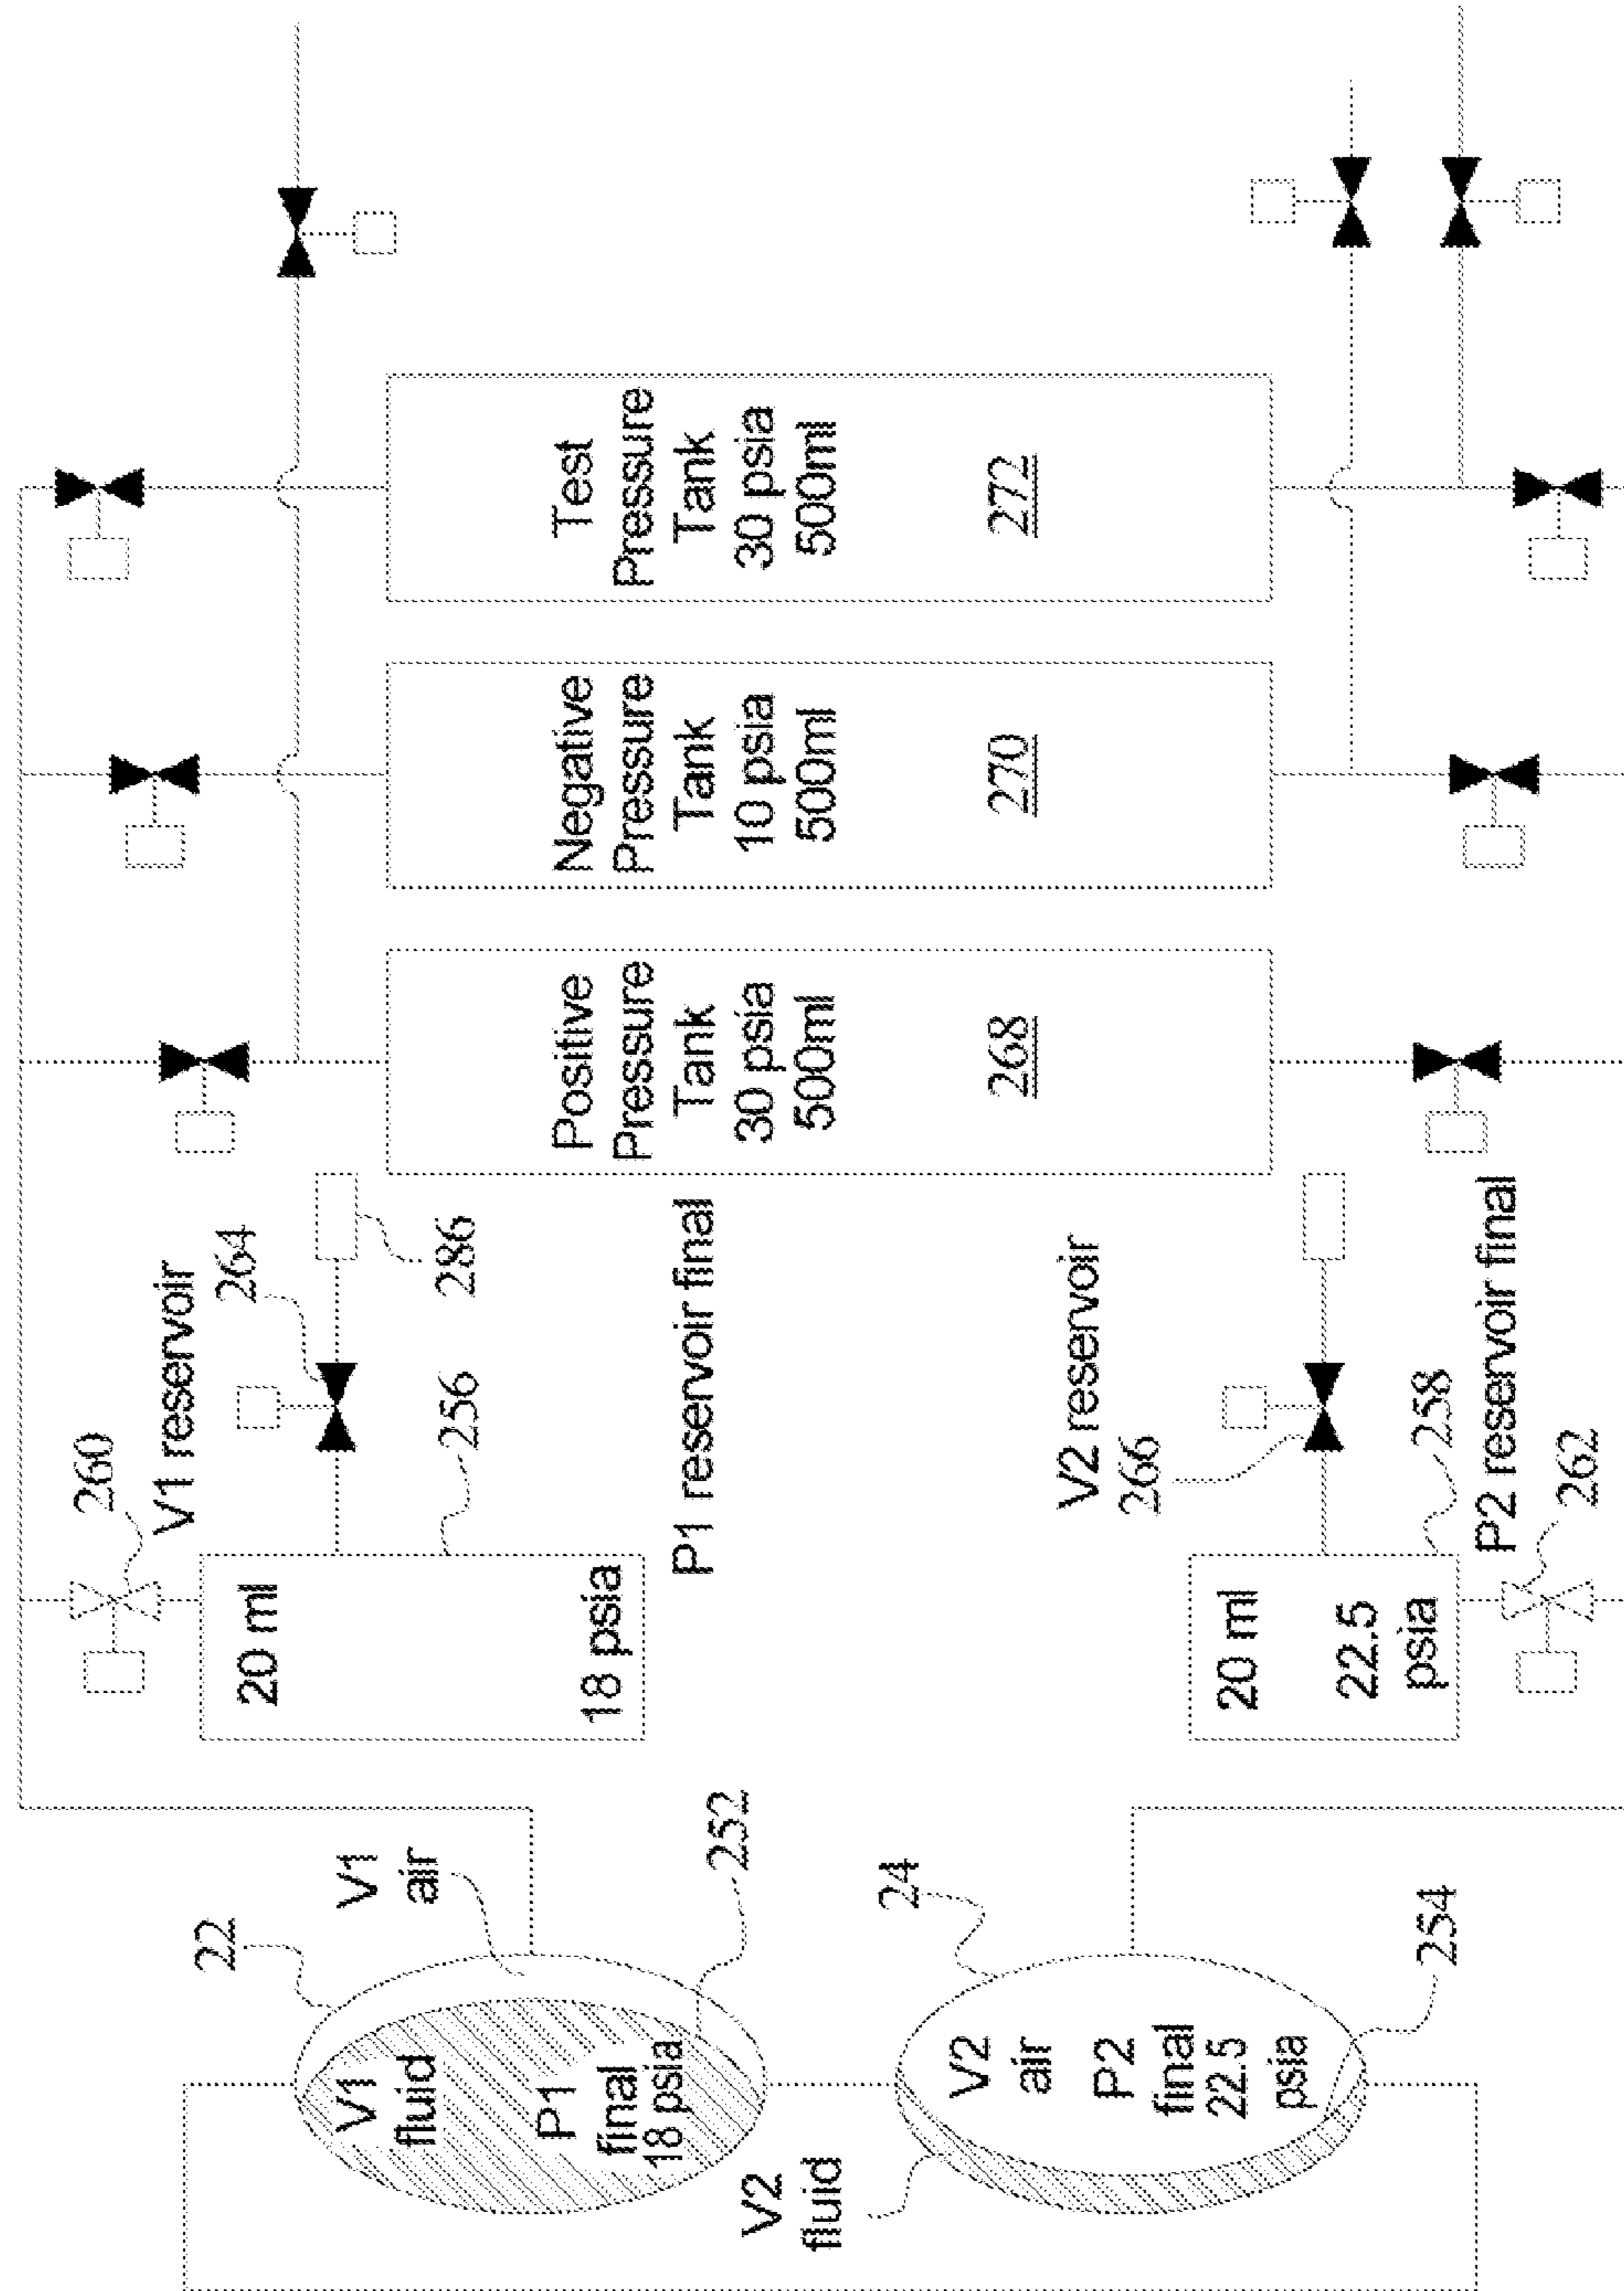 22
V1 fluid
P1
final
18 psia
V1
air
252
V2
fluid
24
V2
air
P2
final
22.5
psia
254
260
V1 reservoir
264
286
20 ml
18 psia
256
P1 reservoir final
V2 reservoir
266
20 ml
22.5
psia
258
P2 reservoir final
262
Positive
Pressure
Tank
30 psia
500ml
268
Negative
Pressure
Tank
10 psia
500ml
270
Test
Pressure
Tank
30 psia
500ml
272